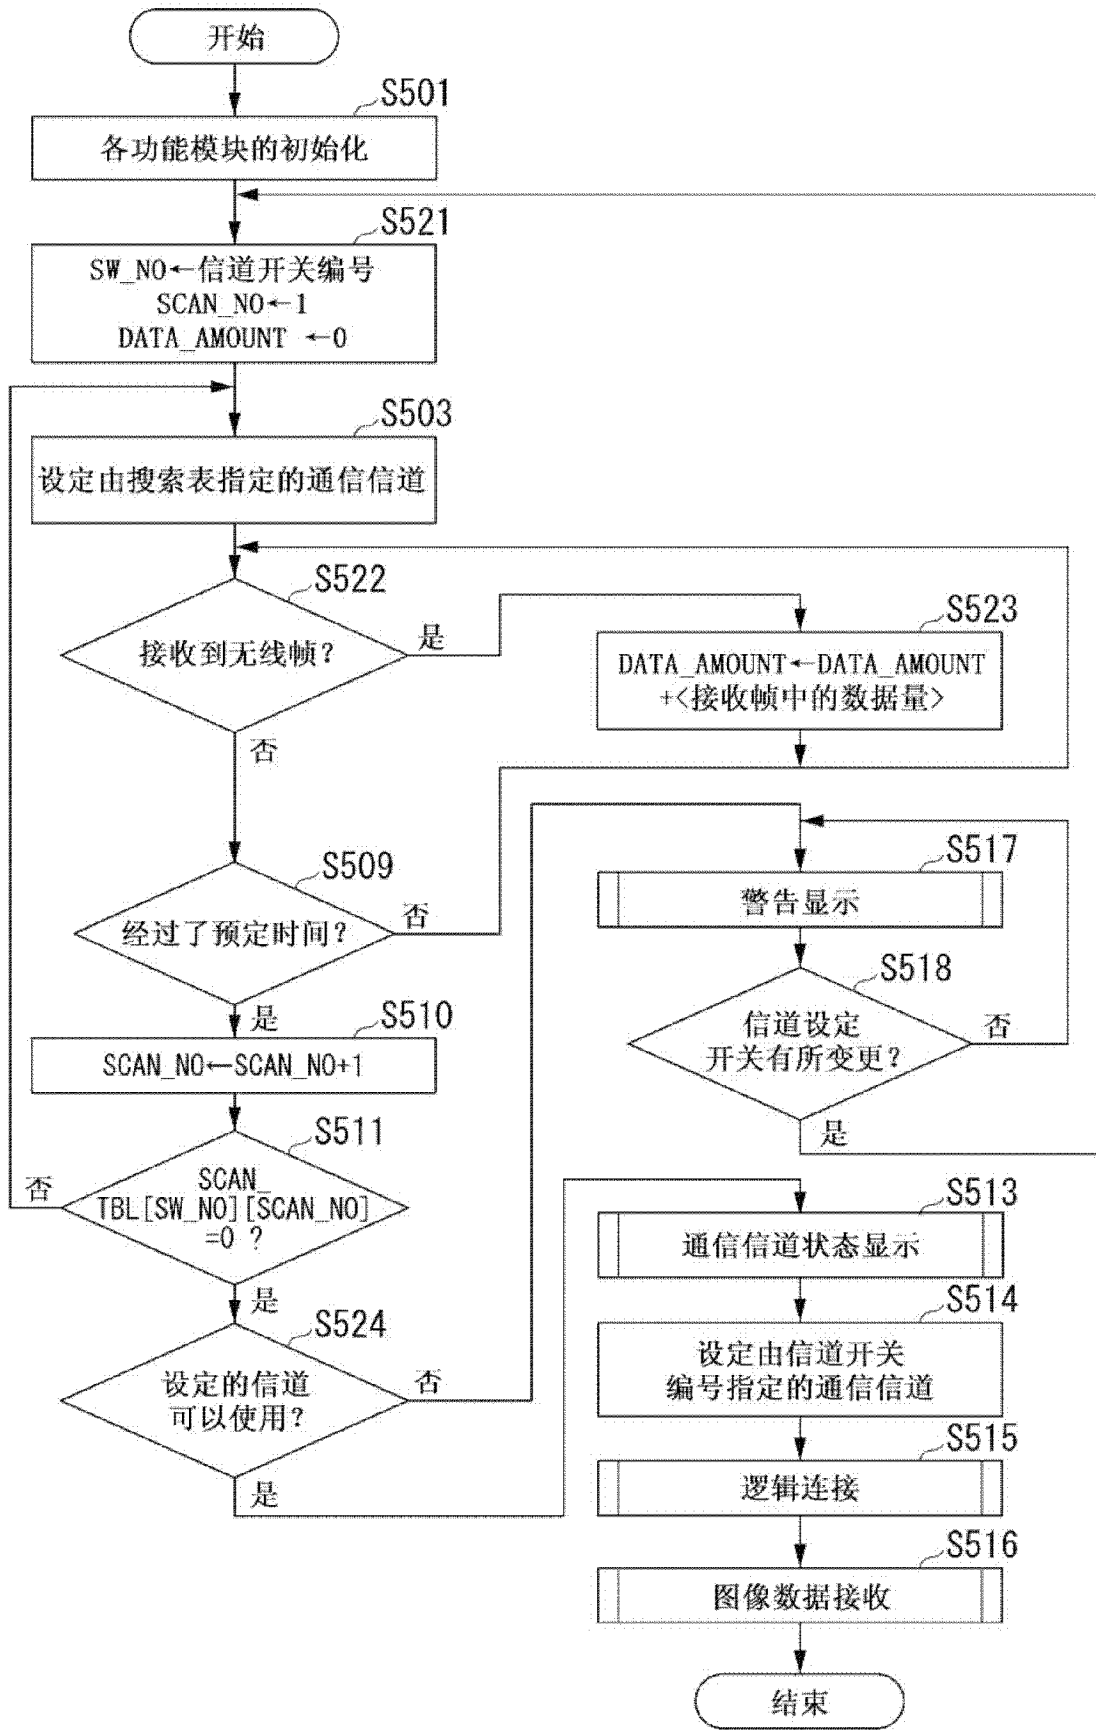 开始
S501
各功能模块的初始化
S521
SW_NO←信道开关编号
SCAN_NO←1
DATA_AMOUNT ←0
S503
设定由搜索表指定的通信信道
S522
接收到无线帧？
是
否
S523
DATA_AMOUNT←DATA_AMOUNT
+<接收帧中的数据量>
S509
经过了预定时间？
否
是
S510
SCAN_NO←SCAN_NO+1
S511
SCAN_
TBL[SW_NO][SCAN_NO]
=0 ?
否
是
S524
设定的信道
可以使用？
否
是
S517
警告显示
S518
信道设定
开关有所变更？
否
是
S513
通信信道状态显示
S514
设定由信道开关
编号指定的通信信道
S515
逻辑连接
S516
图像数据接收
结束